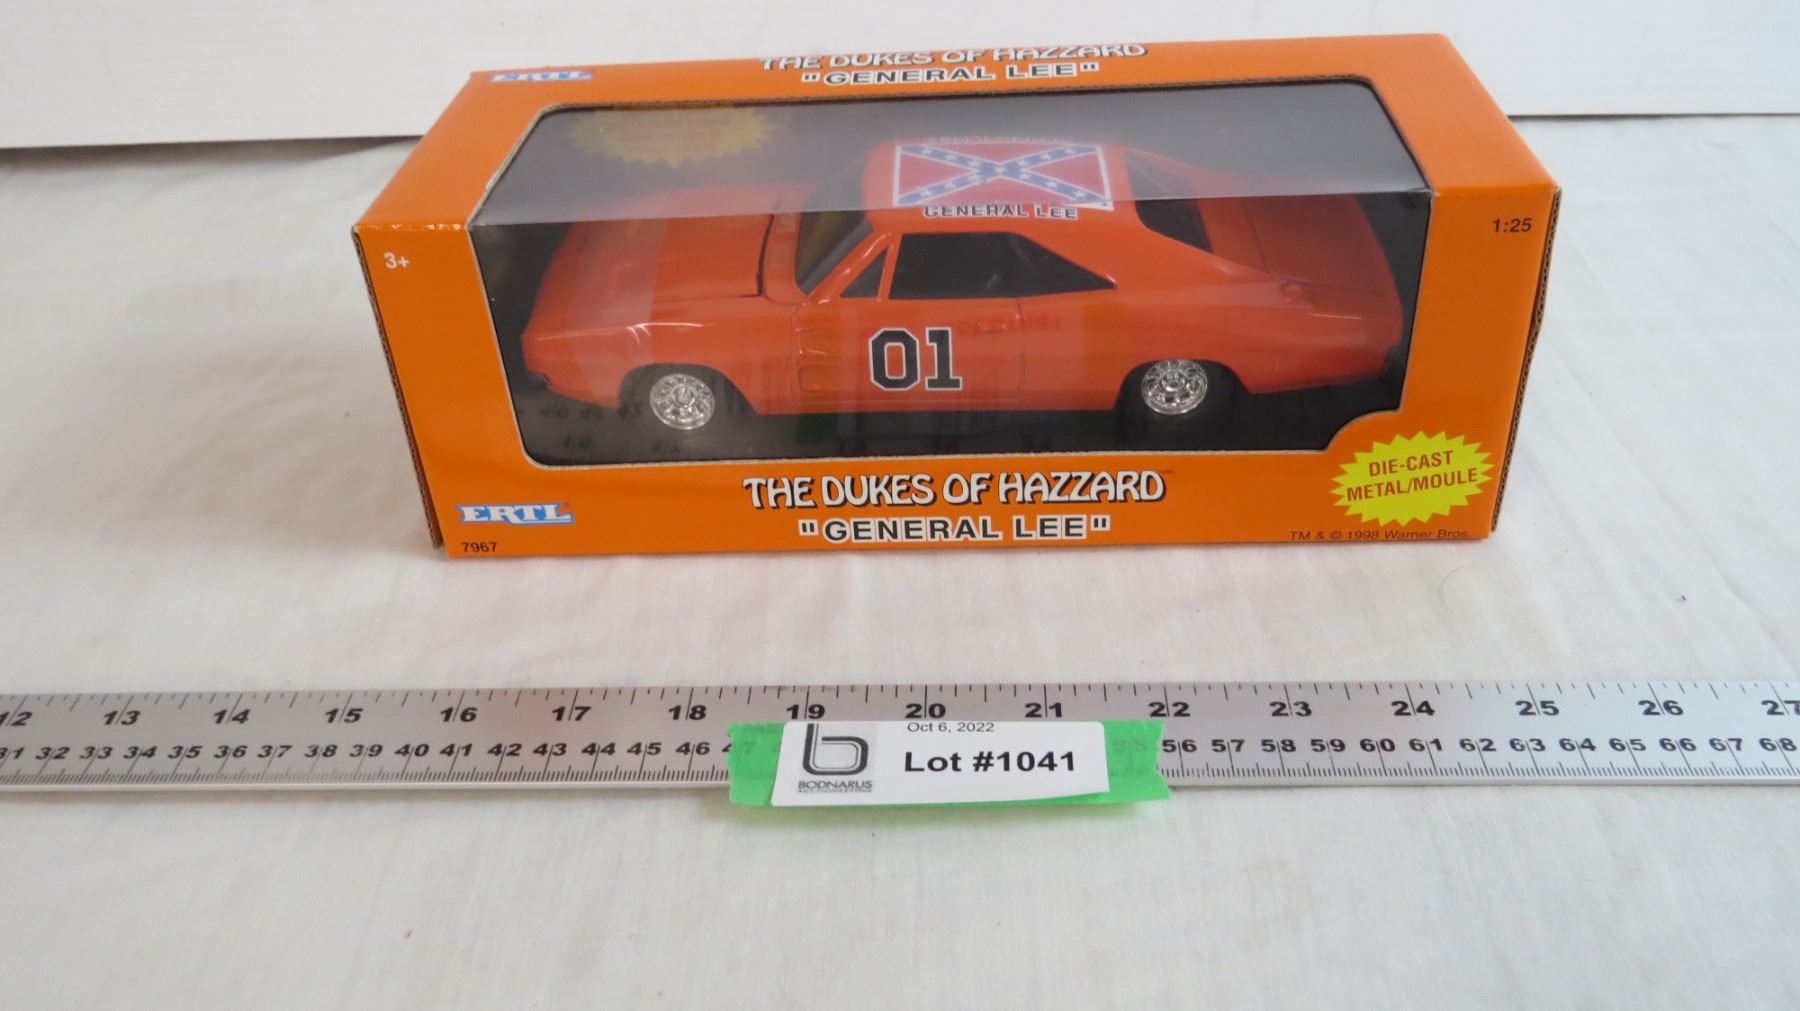 THE DUKES OF HAZZARD
"GENERAL LEE"
ERTL
3+
1:25
GENERAL LEE
01
DIE-CAST
METAL/MOULE
THE DUKES OF HAZZARD
"GENERAL LEE"
ERTL
7967
TM & © 1998 Warner Bros.
12 13 14 15 16 17 18 19 20 21 22 23 24 25 26 27
31 32 33 34 35 36 37 38 39 40 41 42 43 44 45 46 47 55 56 57 58 59 60 61 62 63 64 65 66 67 68
Oct 6, 2022
Lot #1041
b
BODNARUS
AUCTIONEERING